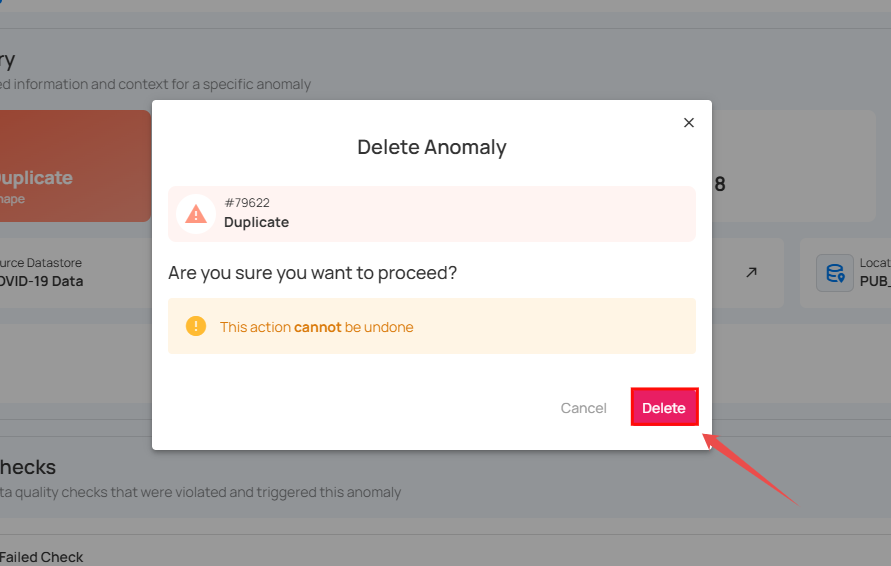 ry
ed information and context for a specific anomaly
Delete Anomaly
uplicate
hape
8
#79622
Duplicate
urce Datastore
OVID-19 Data
Locat
PUB_
Are you sure you want to proceed?
This action cannot be undone
Cancel
Delete
hecks
ta quality checks that were violated and triggered this anomaly
Failed Check